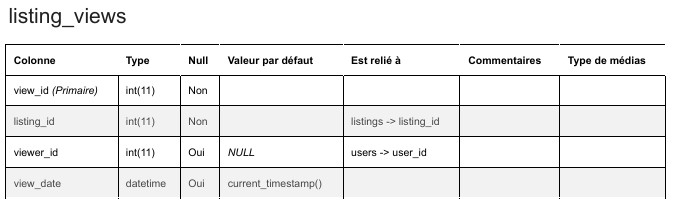 listing_views
Colonne Type Null Valeur par défaut Est relié à Commentaires Type de médias
view_id (Primaire) int(11) Non
listing_id int(11) Non listings -> listing_id
viewer_id int(11) Oui NULL users -> user_id
view_date datetime Oui current_timestamp()